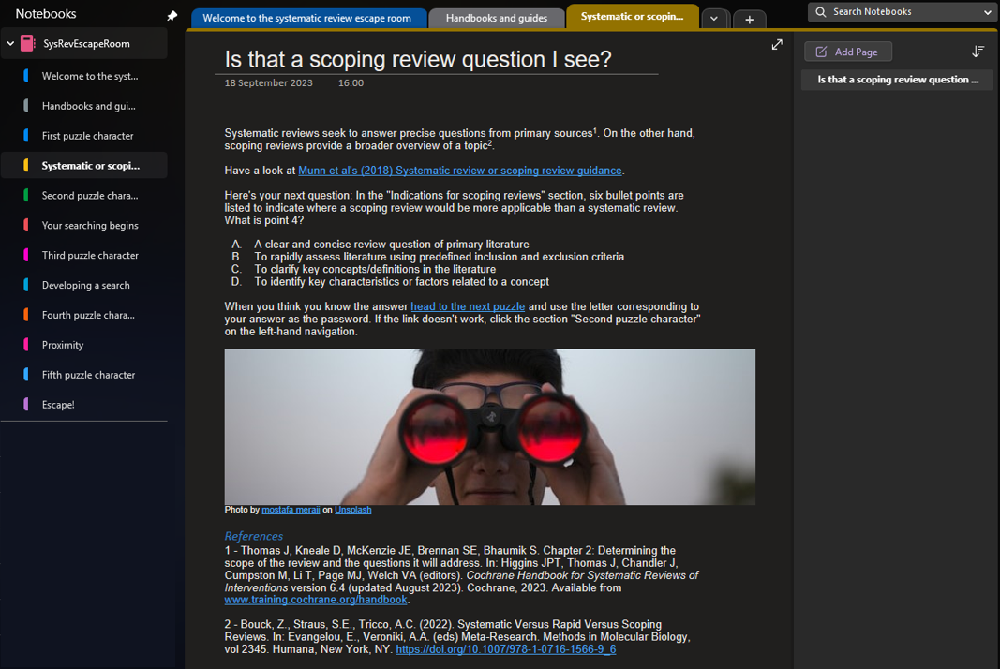 Notebooks
Welcome to the systematic review escape room
Handbooks and guides
Systematic or scopin...
+
Search Notebooks
SysRevEscapeRoom
Welcome to the syst...
Handbooks and gui...
First puzzle character
Systematic or scopi...
Second puzzle chara...
Your searching begins
Third puzzle character
Developing a search
Fourth puzzle chara...
Proximity
Fifth puzzle character
Escape!
Is that a scoping review question I see?
18 September 2023 16:00
Systematic reviews seek to answer precise questions from primary sources¹. On the other hand,
scoping reviews provide a broader overview of a topic².
Have a look at Munn et al's (2018) Systematic review or scoping review guidance.
Here's your next question: In the "Indications for scoping reviews" section, six bullet points are
listed to indicate where a scoping review would be more applicable than a systematic review.
What is point 4?
A. A clear and concise review question of primary literature
B. To rapidly assess literature using predefined inclusion and exclusion criteria
C. To clarify key concepts/definitions in the literature
D. To identify key characteristics or factors related to a concept
When you think you know the answer head to the next puzzle and use the letter corresponding to
your answer as the password. If the link doesn't work, click the section "Second puzzle character"
on the left-hand navigation.
Photo by mostafa meraji on Unsplash
References
1 - Thomas J, Kneale D, McKenzie JE, Brennan SE, Bhaumik S. Chapter 2: Determining the
scope of the review and the questions it will address. In: Higgins JPT, Thomas J, Chandler J,
Cumpston M, Li T, Page MJ, Welch VA (editors). Cochrane Handbook for Systematic Reviews of
Interventions version 6.4 (updated August 2023). Cochrane, 2023. Available from
www.training.cochrane.org/handbook.
2 - Bouck, Z., Straus, S.E., Tricco, A.C. (2022). Systematic Versus Rapid Versus Scoping
Reviews. In: Evangelou, E., Veroniki, A.A. (eds) Meta-Research. Methods in Molecular Biology,
vol 2345. Humana, New York, NY. https://doi.org/10.1007/978-1-0716-1566-9_6
Add Page
Is that a scoping review question ...